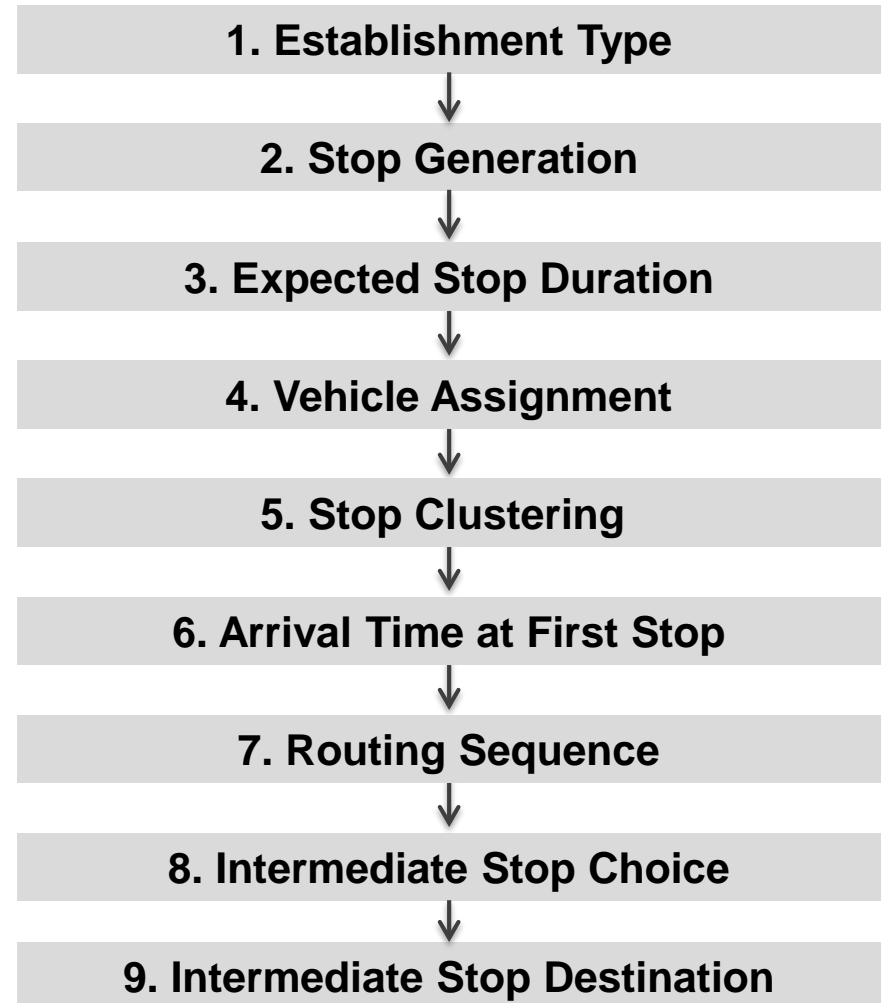 1. Establishment Type
2. Stop Generation
3. Expected Stop Duration
4. Vehicle Assignment
5. Stop Clustering
6. Arrival Time at First Stop
7. Routing Sequence
8. Intermediate Stop Choice
9. Intermediate Stop Destination